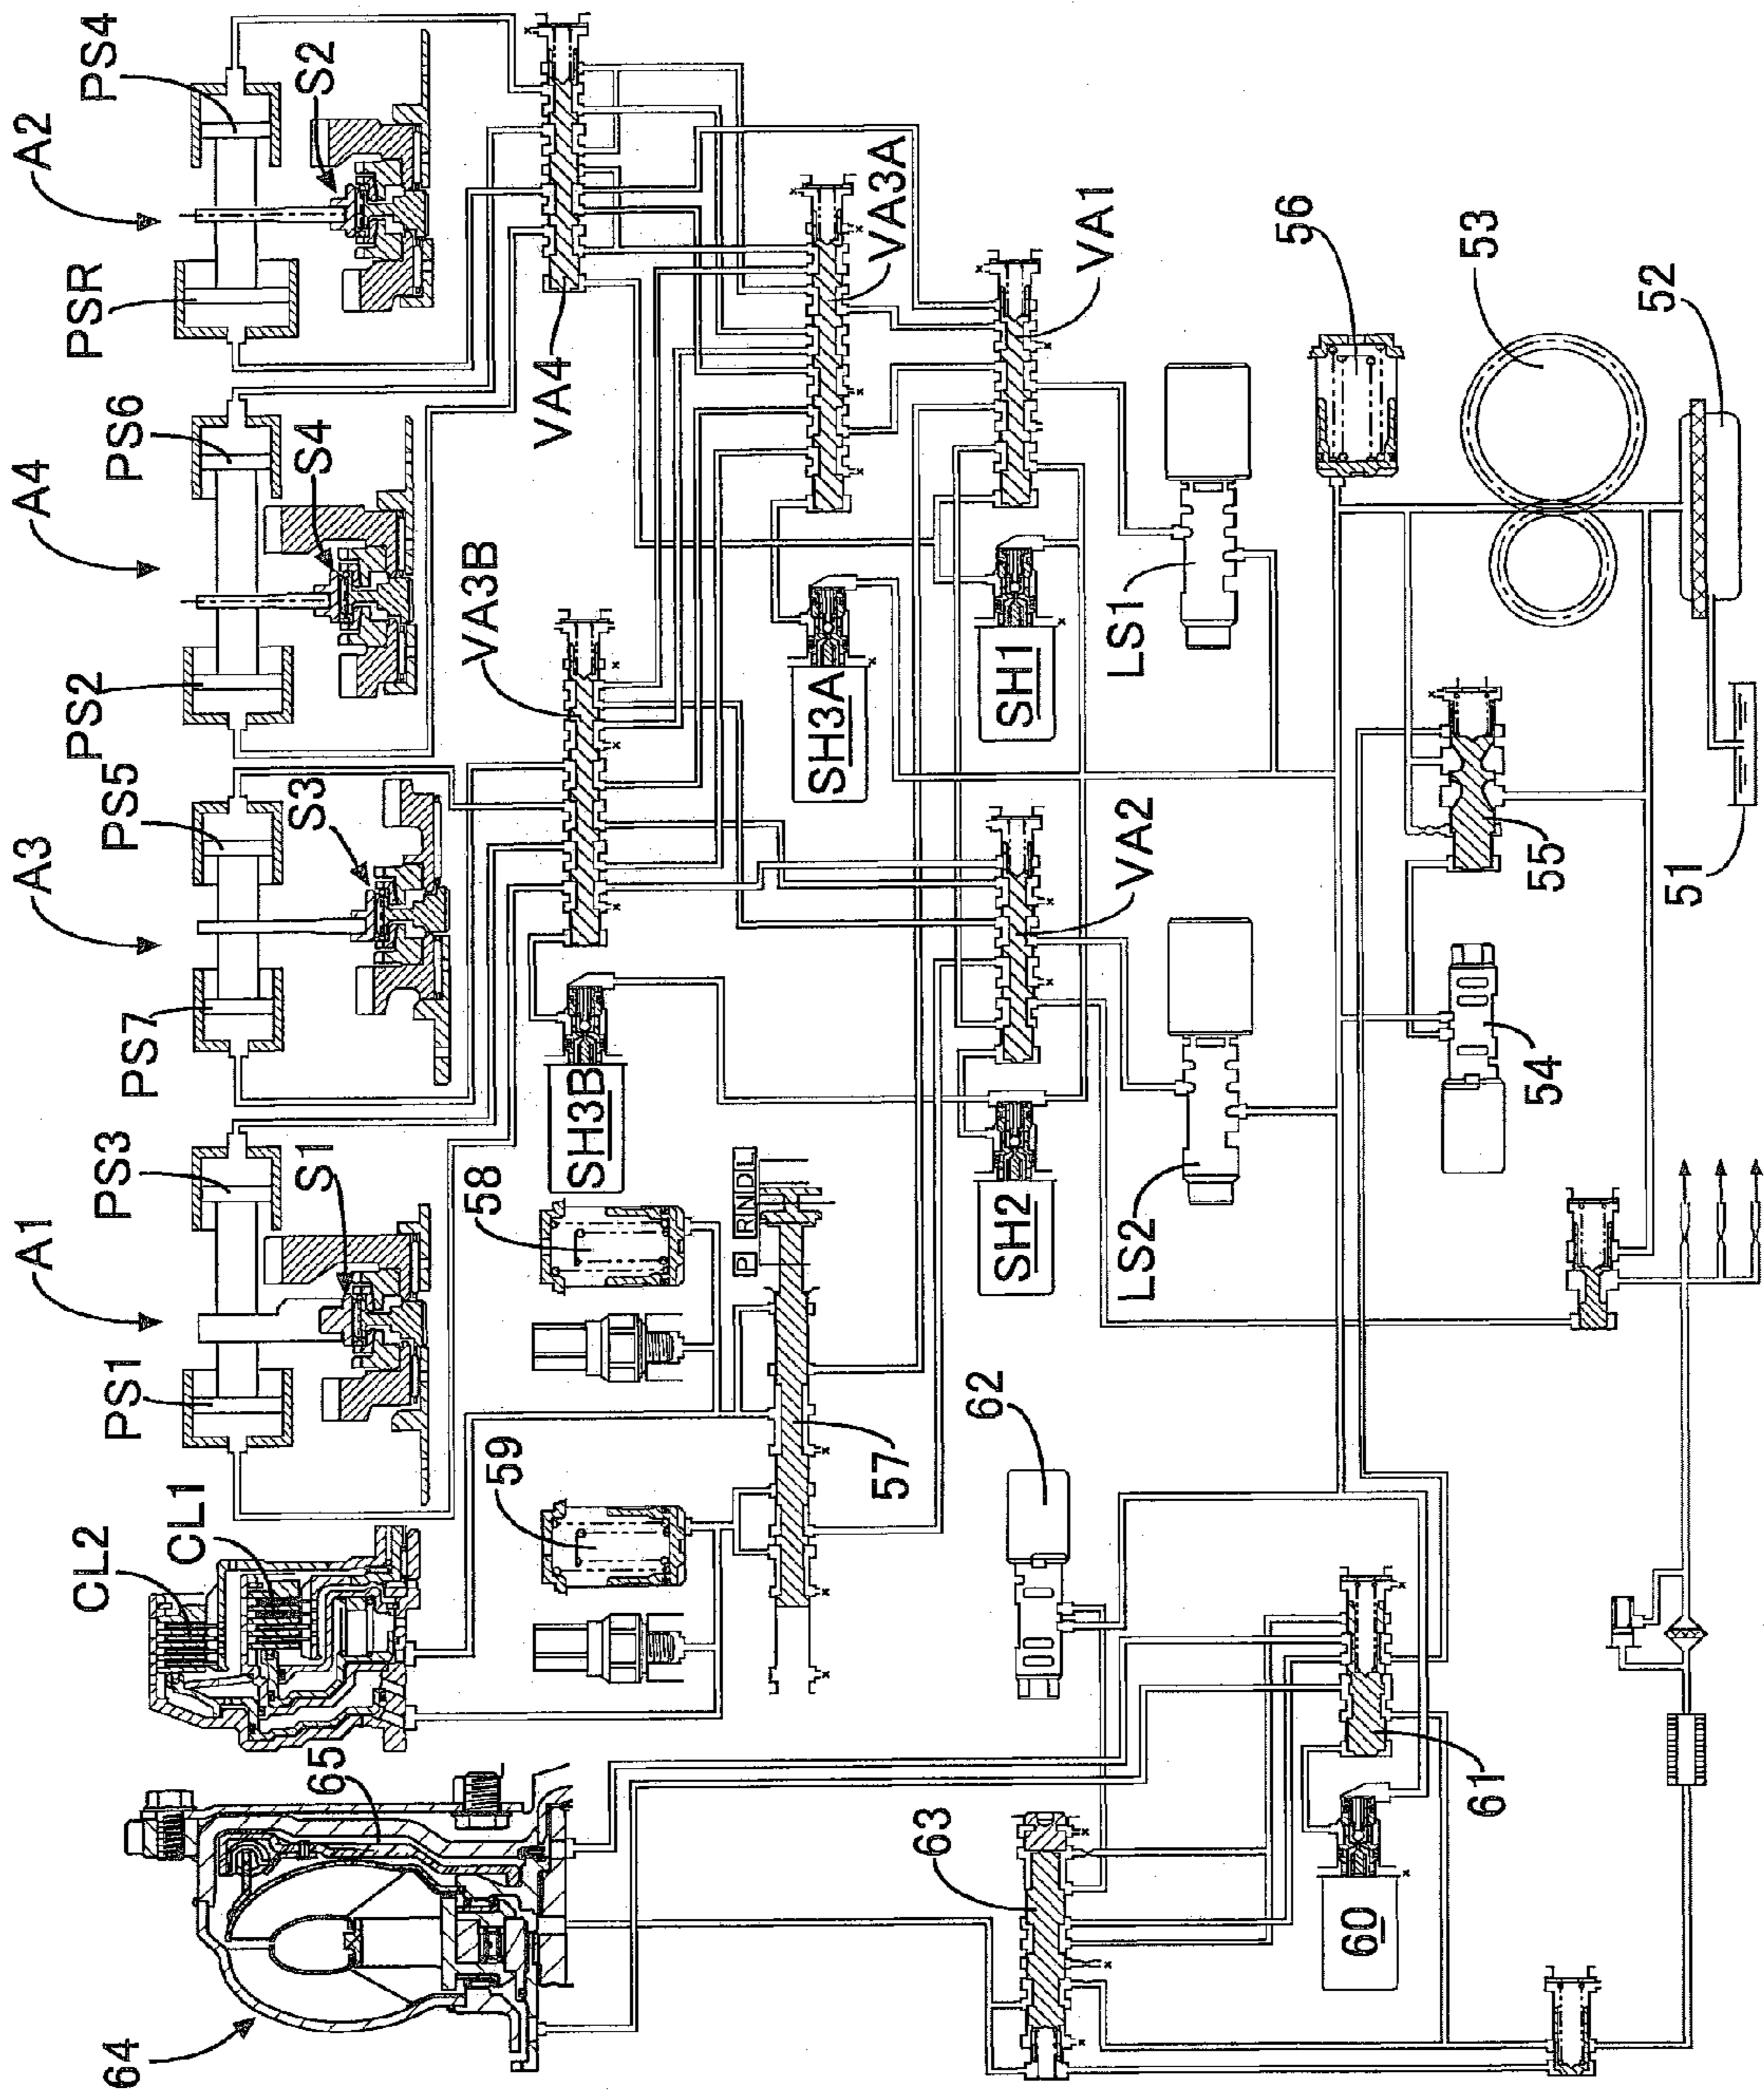 64
65
CL2
CL1
A1
PS1
PS3
S1
A3
PS7
PS5
S3
A4
PS2
PS6
S4
A2
PSR
PS4
S2
59
58
SH3B
VA3B
VA4
57
P RNDL
SH3A
VA3A
63
62
SH2
VA2
SH1
VA1
LS2
LS1
60
61
54
55
56
53
51
52